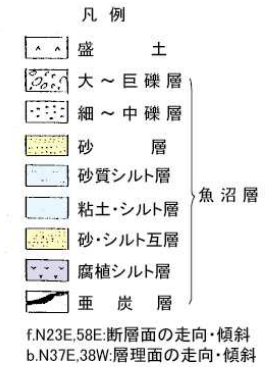 凡例
盛土
大～巨礫層
細～中礫層
砂層
砂質シルト層
粘土・シルト層
砂・シルト互層
腐植シルト層
亜炭層
魚沼層
f.N23E,58E:断層面の走向・傾斜
b.N37E,38W:層理面の走向・傾斜